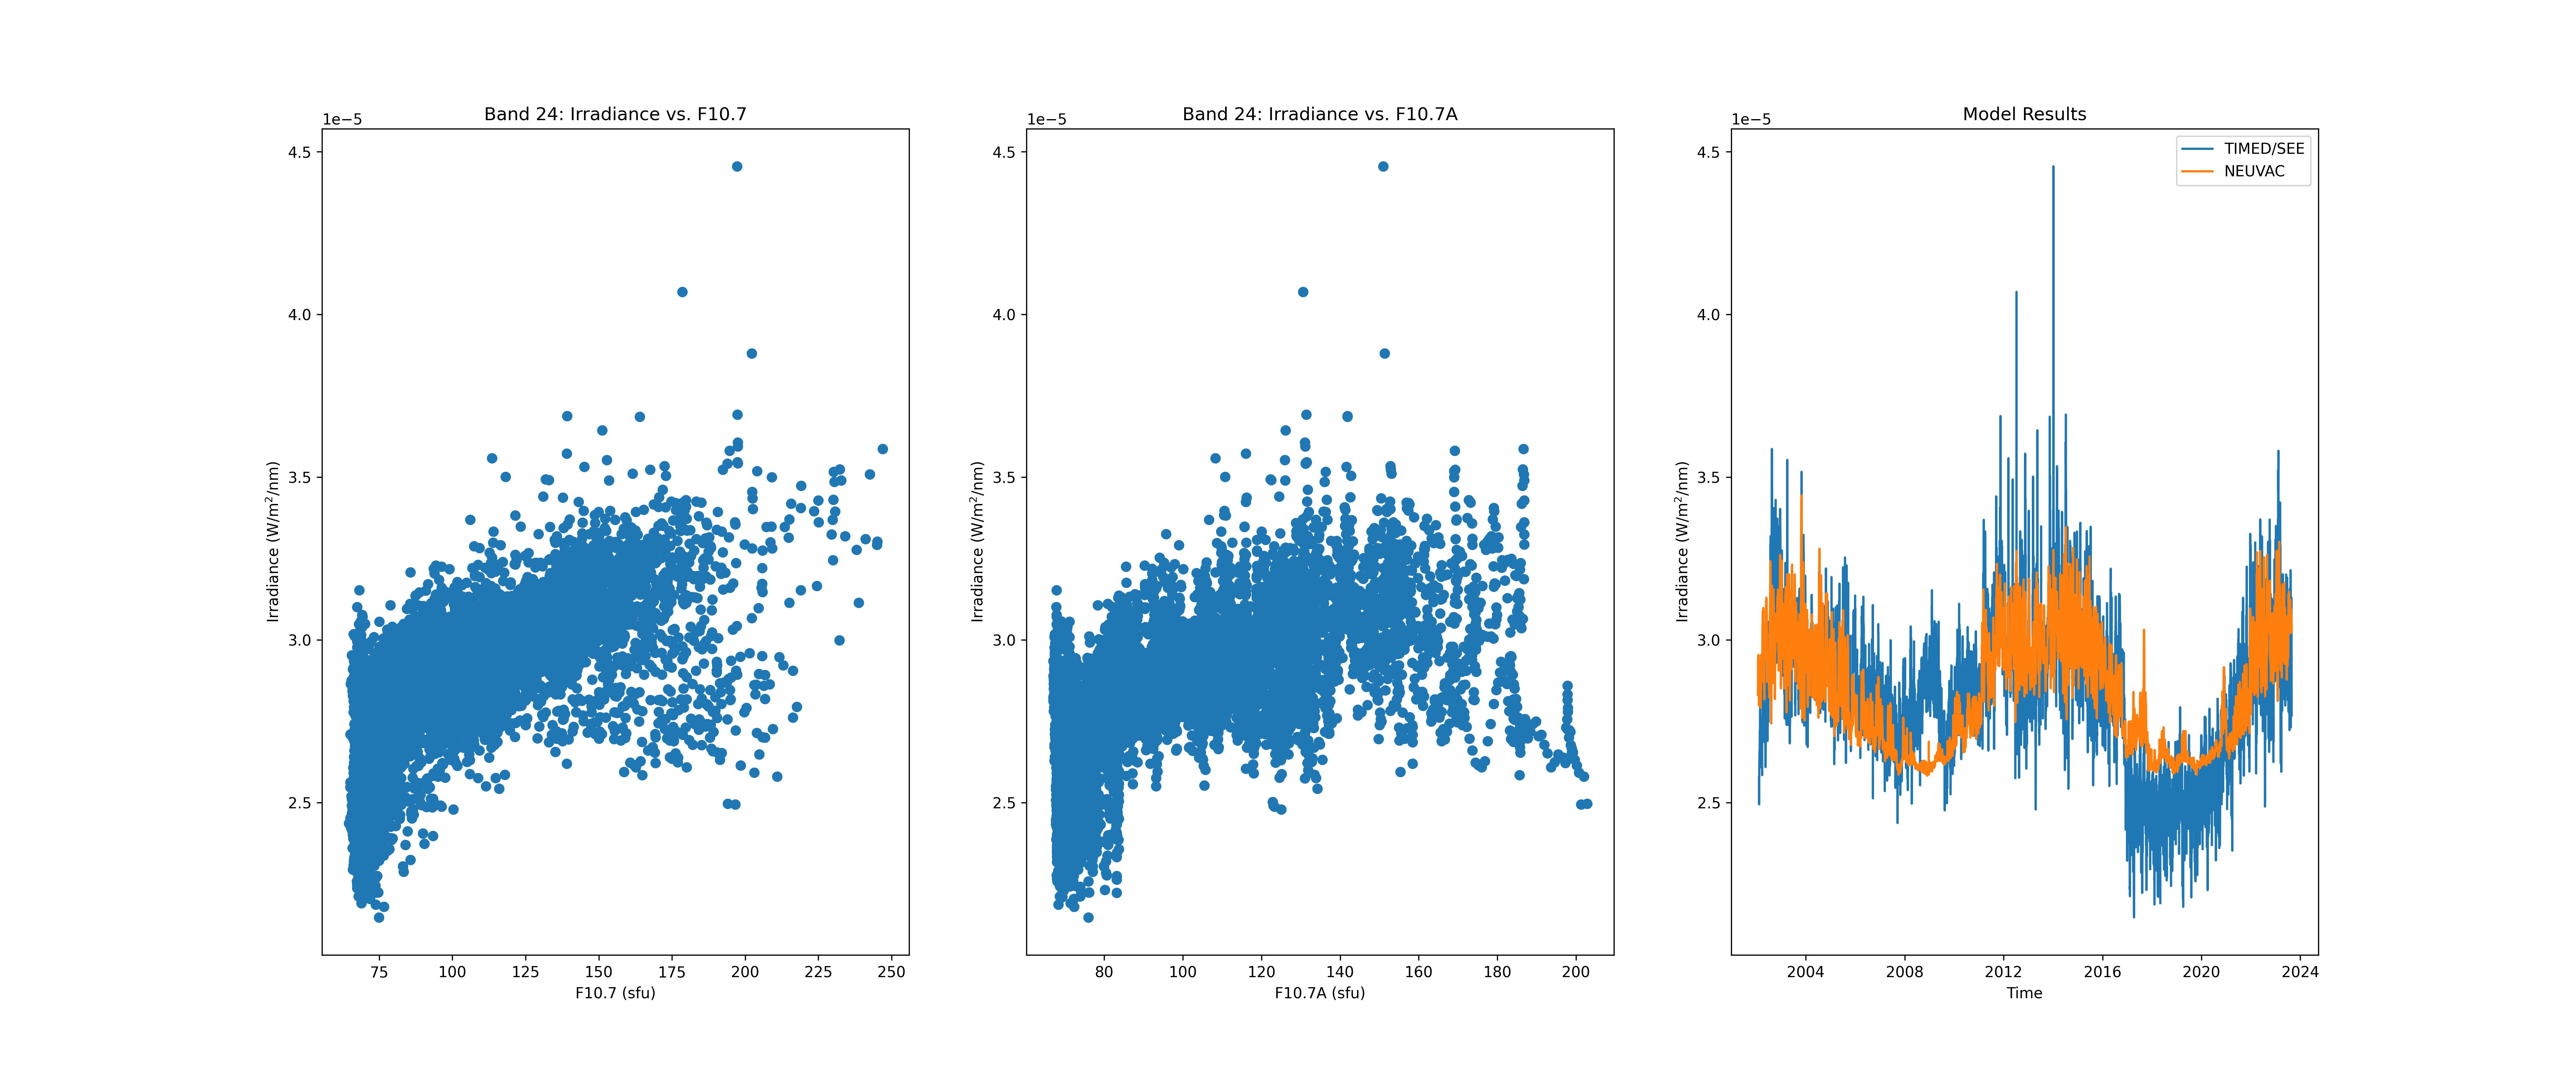 Band 24: Irradiance vs. F10.7
1e−5
4.5
4.0
3.5
3.0
2.5
Irradiance (W/m²/nm)
75 100 125 150 175 200 225 250
F10.7 (sfu)
Band 24: Irradiance vs. F10.7A
1e−5
4.5
4.0
3.5
3.0
2.5
Irradiance (W/m²/nm)
80 100 120 140 160 180 200
F10.7A (sfu)
Model Results
1e−5
4.5
4.0
3.5
3.0
2.5
Irradiance (W/m²/nm)
TIMED/SEE
NEUVAC
2004 2008 2012 2016 2020 2024
Time